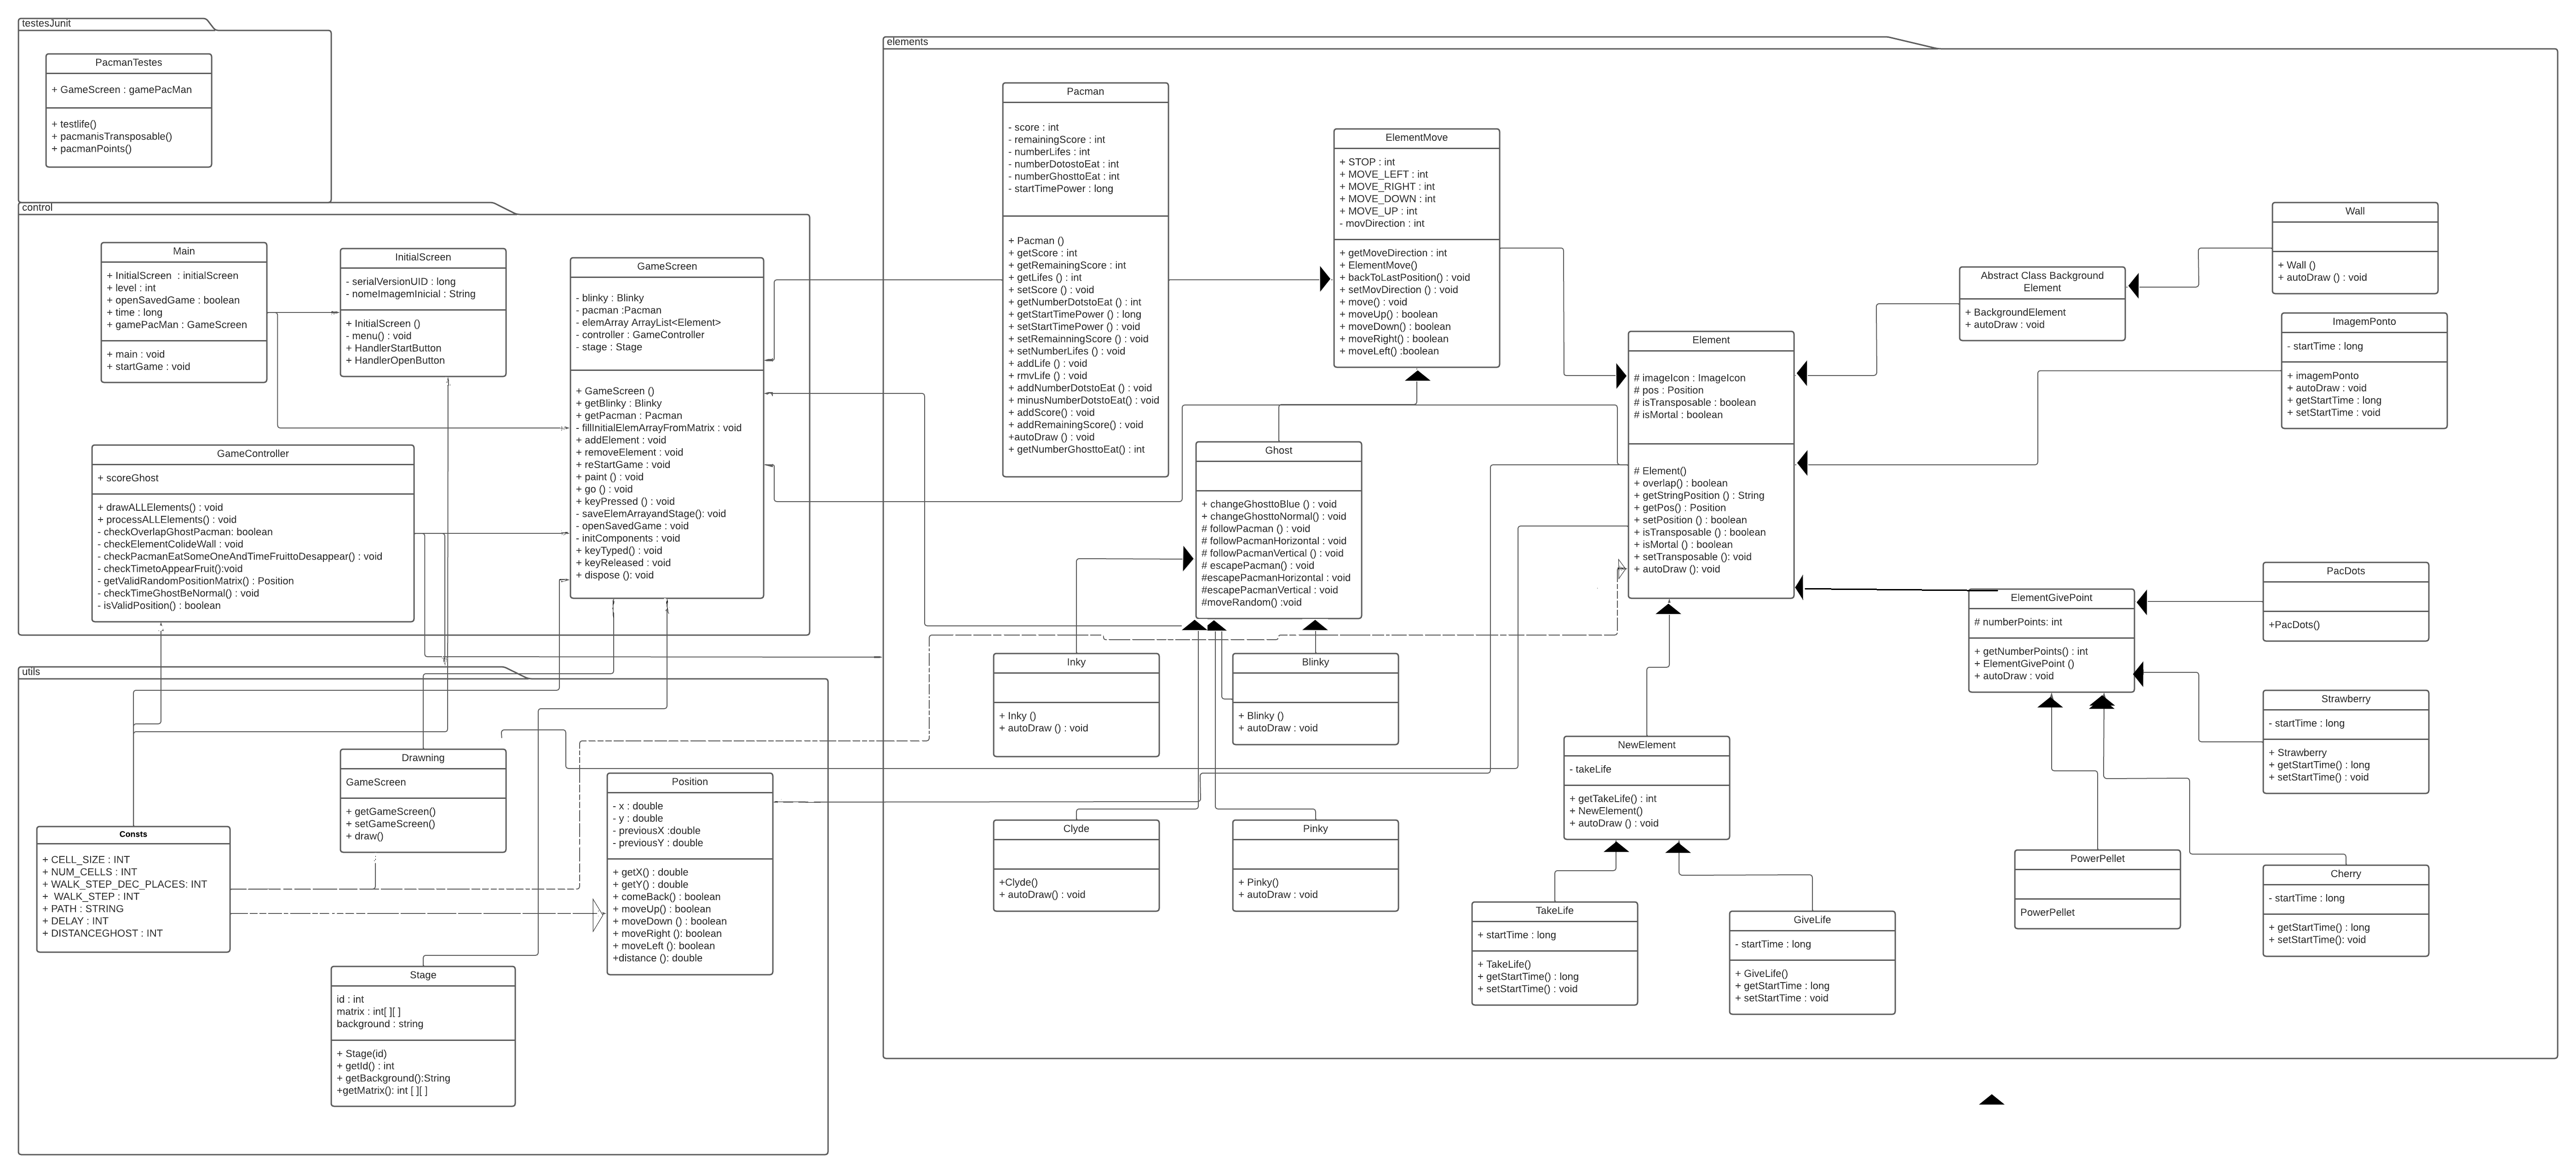 testesJunit
PacmanTestes
+ GameScreen : gamePacMan
+ testlife()
+ pacmanisTransposable()
+ pacmanPoints()
control
Main
+ InitialScreen  : initialScreen
+ level : int
+ openSavedGame : boolean
+ time : long
+ gamePacMan : GameScreen
+ main : void
+ startGame : void
InitialScreen
- serialVersionUID : long
- nomeImagemInicial : String
+ InitialScreen ()
- menu() : void
+ HandlerStartButton
+ HandlerOpenButton
GameScreen
- blinky : Blinky
- pacman :Pacman
- elemArray ArrayList<Element>
- controller : GameController
- stage : Stage
+ GameScreen ()
+ getBlinky : Blinky
+ getPacman : Pacman
- fillInitialElemArrayFromMatrix : void
+ addElement : void
+ removeElement : void
+ reStartGame : void
+ paint () : void
+ go () : void
+ keyPressed () : void
- saveElemArrayandStage(): void
- openSavedGame : void
- initComponents : void
+ keyTyped() : void
+ keyReleased : void
+ dispose (): void
GameController
+ scoreGhost
+ drawALLElements() : void
+ processALLElements() : void
- checkOverlapGhostPacman: boolean
- checkElementColideWall : void
- checkPacmanEatSomeOneAndTimeFruittoDesappear() : void
- checkTimetoAppearFruit():void
- getValidRandomPositionMatrix() : Position
- checkTimeGhostBeNormal() : void
- isValidPosition() : boolean
utils
Drawning
GameScreen
+ getGameScreen()
+ setGameScreen()
+ draw()
Position
- x : double
- y : double
- previousX :double
- previousY : double
+ getX() : double
+ getY() : double
+ comeBack() : boolean
+ moveUp() : boolean
+ moveDown () : boolean
+ moveRight (): boolean
+ moveLeft (): boolean
+distance (): double
Consts
+ CELL_SIZE : INT
+ NUM_CELLS : INT
+ WALK_STEP_DEC_PLACES: INT
+  WALK_STEP : INT
+ PATH : STRING
+ DELAY : INT
+ DISTANCEGHOST : INT
Stage
id : int
matrix : int[ ][ ]
background : string
+ Stage(id)
+ getId() : int
+ getBackground():String
+getMatrix(): int [ ][ ]
elements
Pacman
- score : int
- remainingScore : int
- numberLifes : int
- numberDotostoEat : int
- numberGhosttoEat : int
- startTimePower : long
+ Pacman ()
+ getScore : int
+ getRemainingScore : int
+ getLifes () : int
+ setScore () : void
+ getNumberDotstoEat () : int
+ getStartTimePower () : long
+ setStartTimePower () : void
+ setRemainningScore () : void
+ setNumberLifes () : void
+ addLife () : void
+ rmvLife () : void
+ addNumberDotstoEat () : void
+ minusNumberDotstoEat() : void
+ addScore() : void
+ addRemainingScore() : void
+autoDraw () : void
+ getNumberGhosttoEat() : int
ElementMove
+ STOP : int
+ MOVE_LEFT : int
+ MOVE_RIGHT : int
+ MOVE_DOWN : int
+ MOVE_UP : int
- movDirection : int
+ getMoveDirection : int
+ ElementMove()
+ backToLastPosition() : void
+ setMovDirection () : void
+ move() : void
+ moveUp() : boolean
+ moveDown() : boolean
+ moveRight() : boolean
+ moveLeft() :boolean
Ghost
+ changeGhosttoBlue () : void
+ changeGhosttoNormal() : void
# followPacman () : void
# followPacmanHorizontal : void
# followPacmanVertical () : void
# escapePacman() : void
#escapePacmanHorizontal : void
#escapePacmanVertical : void
#moveRandom() :void
Inky
+ Inky ()
+ autoDraw () : void
Blinky
+ Blinky ()
+ autoDraw : void
Clyde
+Clyde()
+ autoDraw() : void
Pinky
+ Pinky()
+ autoDraw : void
Element
# imageIcon : ImageIcon
# pos : Position
# isTransposable : boolean
# isMortal : boolean
# Element()
+ overlap() : boolean
+ getStringPosition () : String
+ getPos() : Position
+ setPosition () : boolean
+ isTransposable () : boolean
+ isMortal () : boolean
+ setTransposable (): void
+ autoDraw (): void
Abstract Class Background
Element
+ BackgroundElement
+ autoDraw : void
Wall
+ Wall ()
+ autoDraw () : void
ImagemPonto
- startTime : long
+ imagemPonto
+ autoDraw : void
+ getStartTime : long
+ setStartTime : void
ElementGivePoint
# numberPoints: int
+ getNumberPoints() : int
+ ElementGivePoint ()
+ autoDraw : void
PacDots
+PacDots()
Strawberry
- startTime : long
+ Strawberry
+ getStartTime() : long
+ setStartTime() : void
NewElement
- takeLife
+ getTakeLife() : int
+ NewElement()
+ autoDraw () : void
TakeLife
+ startTime : long
+ TakeLife()
+ getStartTime() : long
+ setStartTime() : void
GiveLife
- startTime : long
+ GiveLife()
+ getStartTime : long
+ setStartTime : void
PowerPellet
PowerPellet
Cherry
- startTime : long
+ getStartTime() : long
+ setStartTime(): void